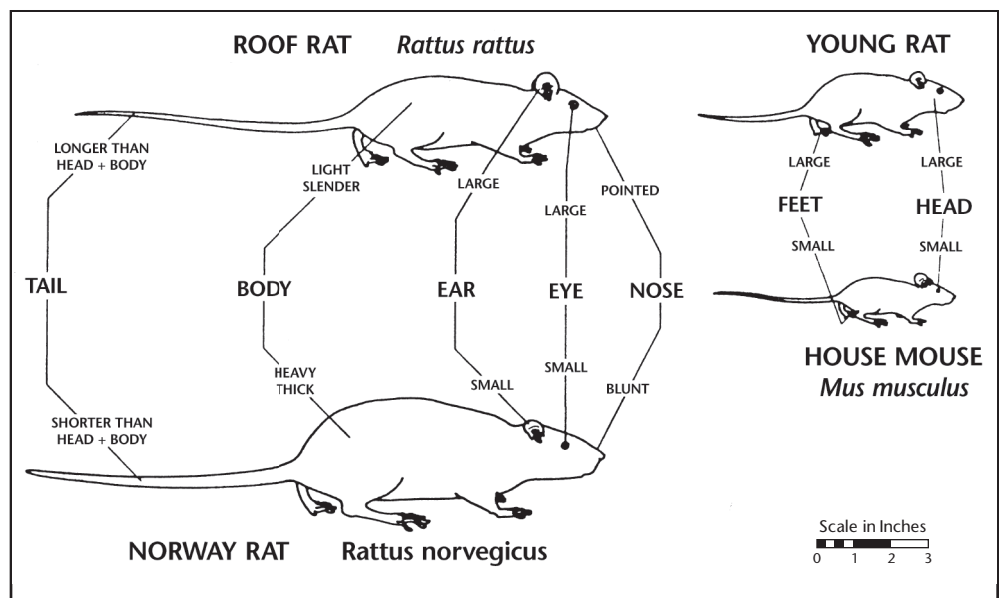 ROOF RAT Rattus rattus
YOUNG RAT
LONGER THAN
HEAD + BODY
LIGHT
SLENDER
LARGE
LARGE
POINTED
LARGE
LARGE
FEET
HEAD
SMALL
SMALL
TAIL
BODY
EAR
EYE
NOSE
HOUSE MOUSE
Mus musculus
HEAVY
THICK
SMALL
SMALL
BLUNT
SHORTER THAN
HEAD + BODY
NORWAY RAT Rattus norvegicus
Scale in Inches
0 1 2 3